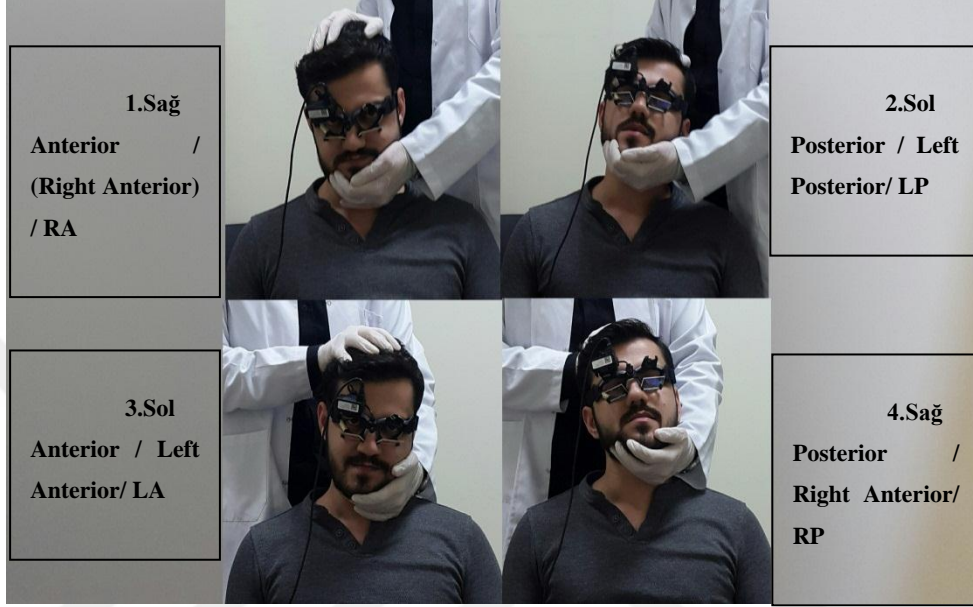 1.Sağ
Anterior /
(Right Anterior)
/ RA
2.Sol
Posterior / Left
Posterior/ LP
3.Sol
Anterior / Left
Anterior/ LA
4.Sağ
Posterior /
Right Anterior/
RP